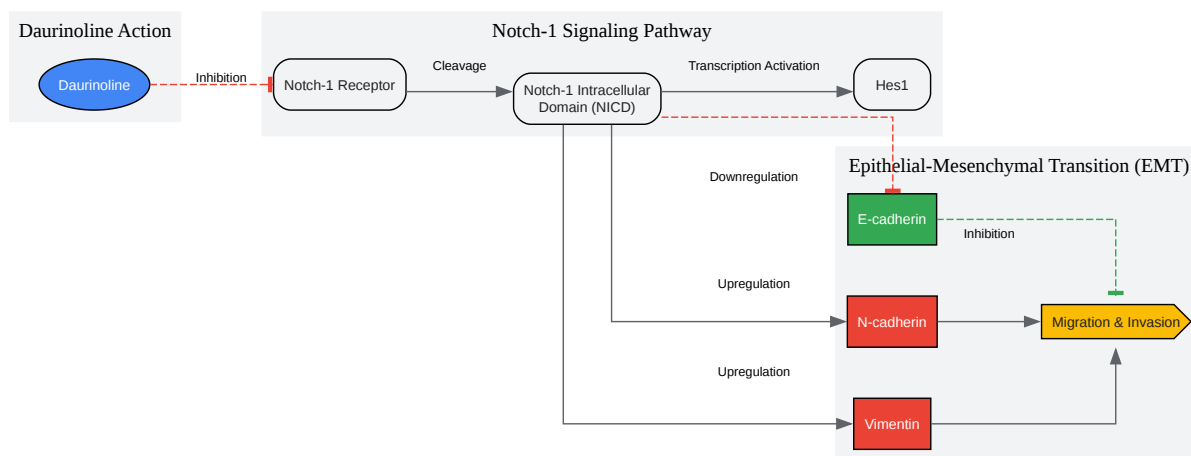 Daurinoline Action
Notch-1 Signaling Pathway
Daurinoline
Inhibition
Notch-1 Receptor
Cleavage
Notch-1 Intracellular
Domain (NICD)
Transcription Activation
Hes1
Epithelial-Mesenchymal Transition (EMT)
Downregulation
E-cadherin
Inhibition
Upregulation
N-cadherin
Migration & Invasion
Upregulation
Vimentin